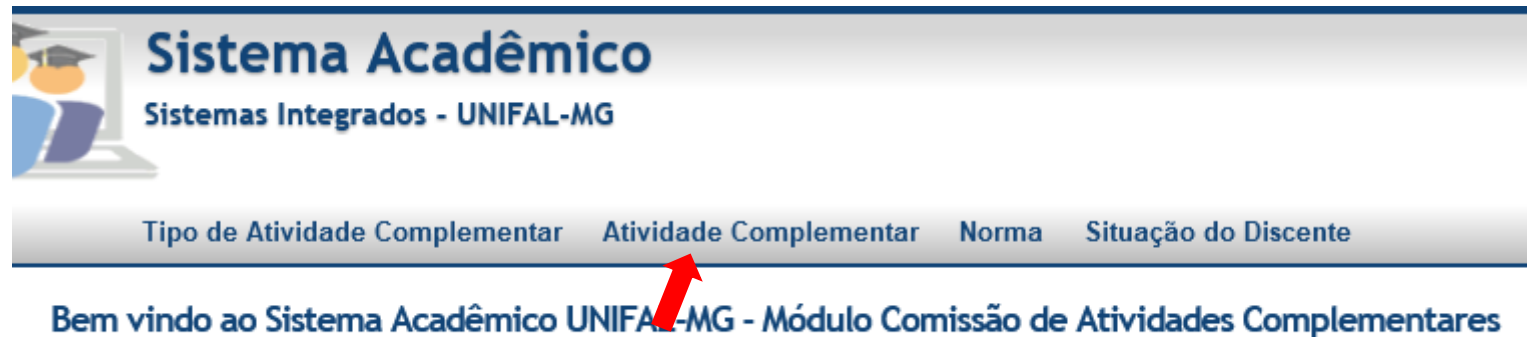 Sistema Acadêmico
Sistemas Integrados - UNIFAL-MG
Tipo de Atividade Complementar Atividade Complementar Norma Situação do Discente
Bem vindo ao Sistema Acadêmico UNIFAL-MG - Módulo Comissão de Atividades Complementares